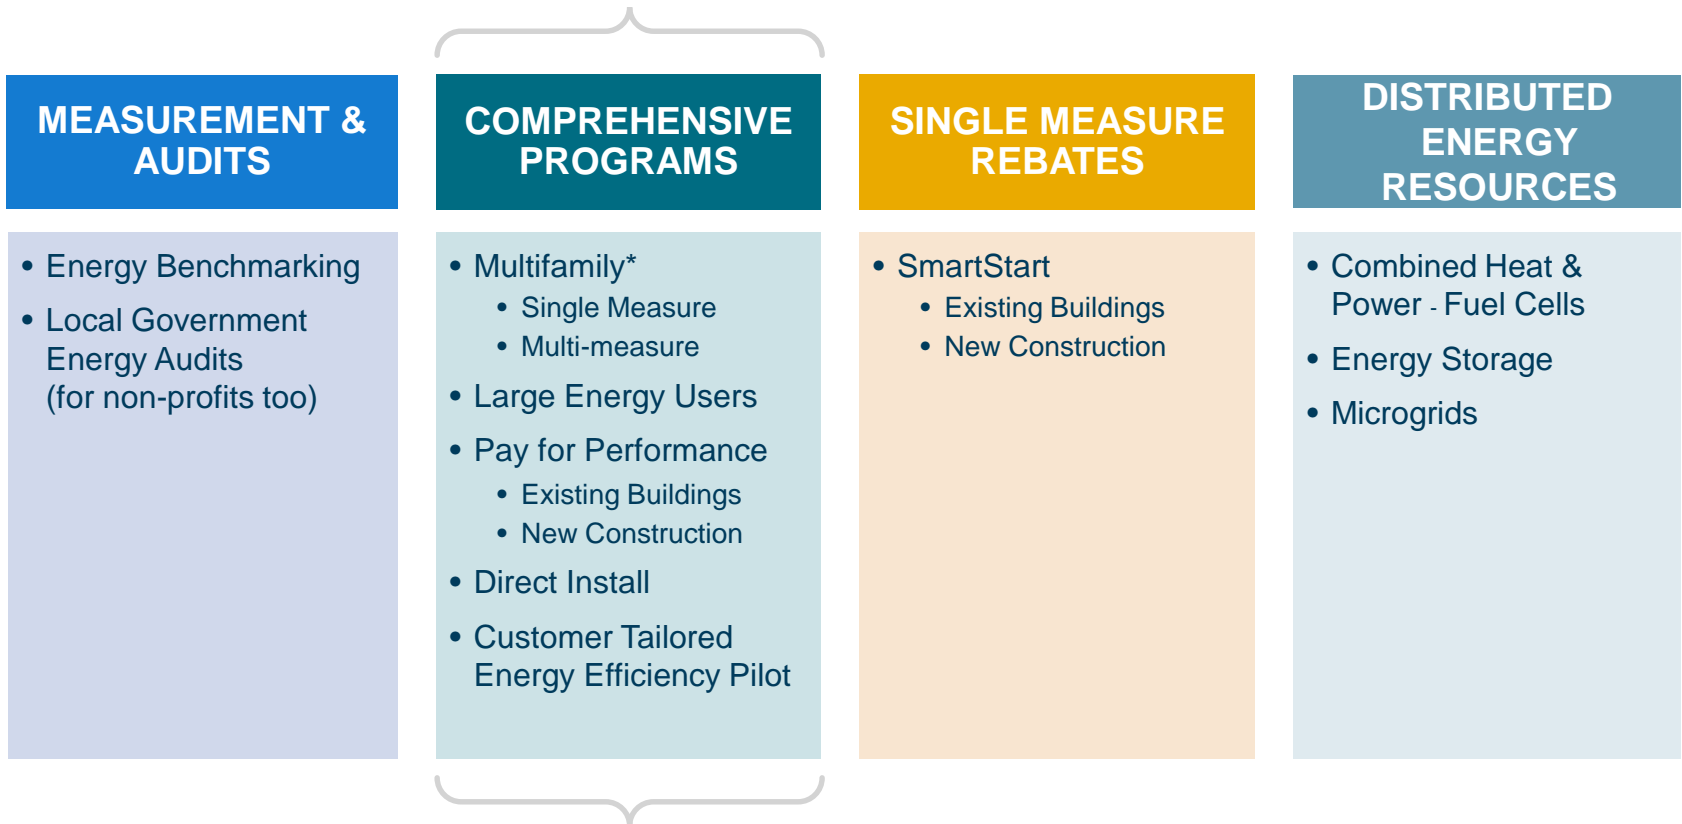 MEASUREMENT &
AUDITS
• Energy Benchmarking
• Local Government
Energy Audits
(for non-profits too)
COMPREHENSIVE
PROGRAMS
• Multifamily*
• Single Measure
• Multi-measure
• Large Energy Users
• Pay for Performance
• Existing Buildings
• New Construction
• Direct Install
• Customer Tailored
Energy Efficiency Pilot
SINGLE MEASURE
REBATES
• SmartStart
• Existing Buildings
• New Construction
DISTRIBUTED
ENERGY
RESOURCES
• Combined Heat &
Power - Fuel Cells
• Energy Storage
• Microgrids